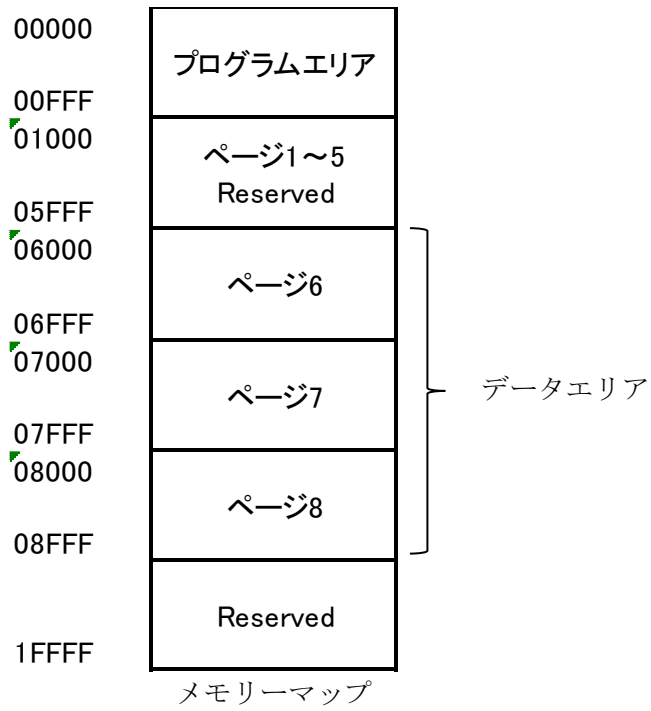 00000
プログラムエリア
00FFF
01000
ページ1～5
Reserved
05FFF
06000
ページ6
06FFF
07000
ページ7
データエリア
07FFF
08000
ページ8
08FFF
Reserved
1FFFF
メモリーマップ